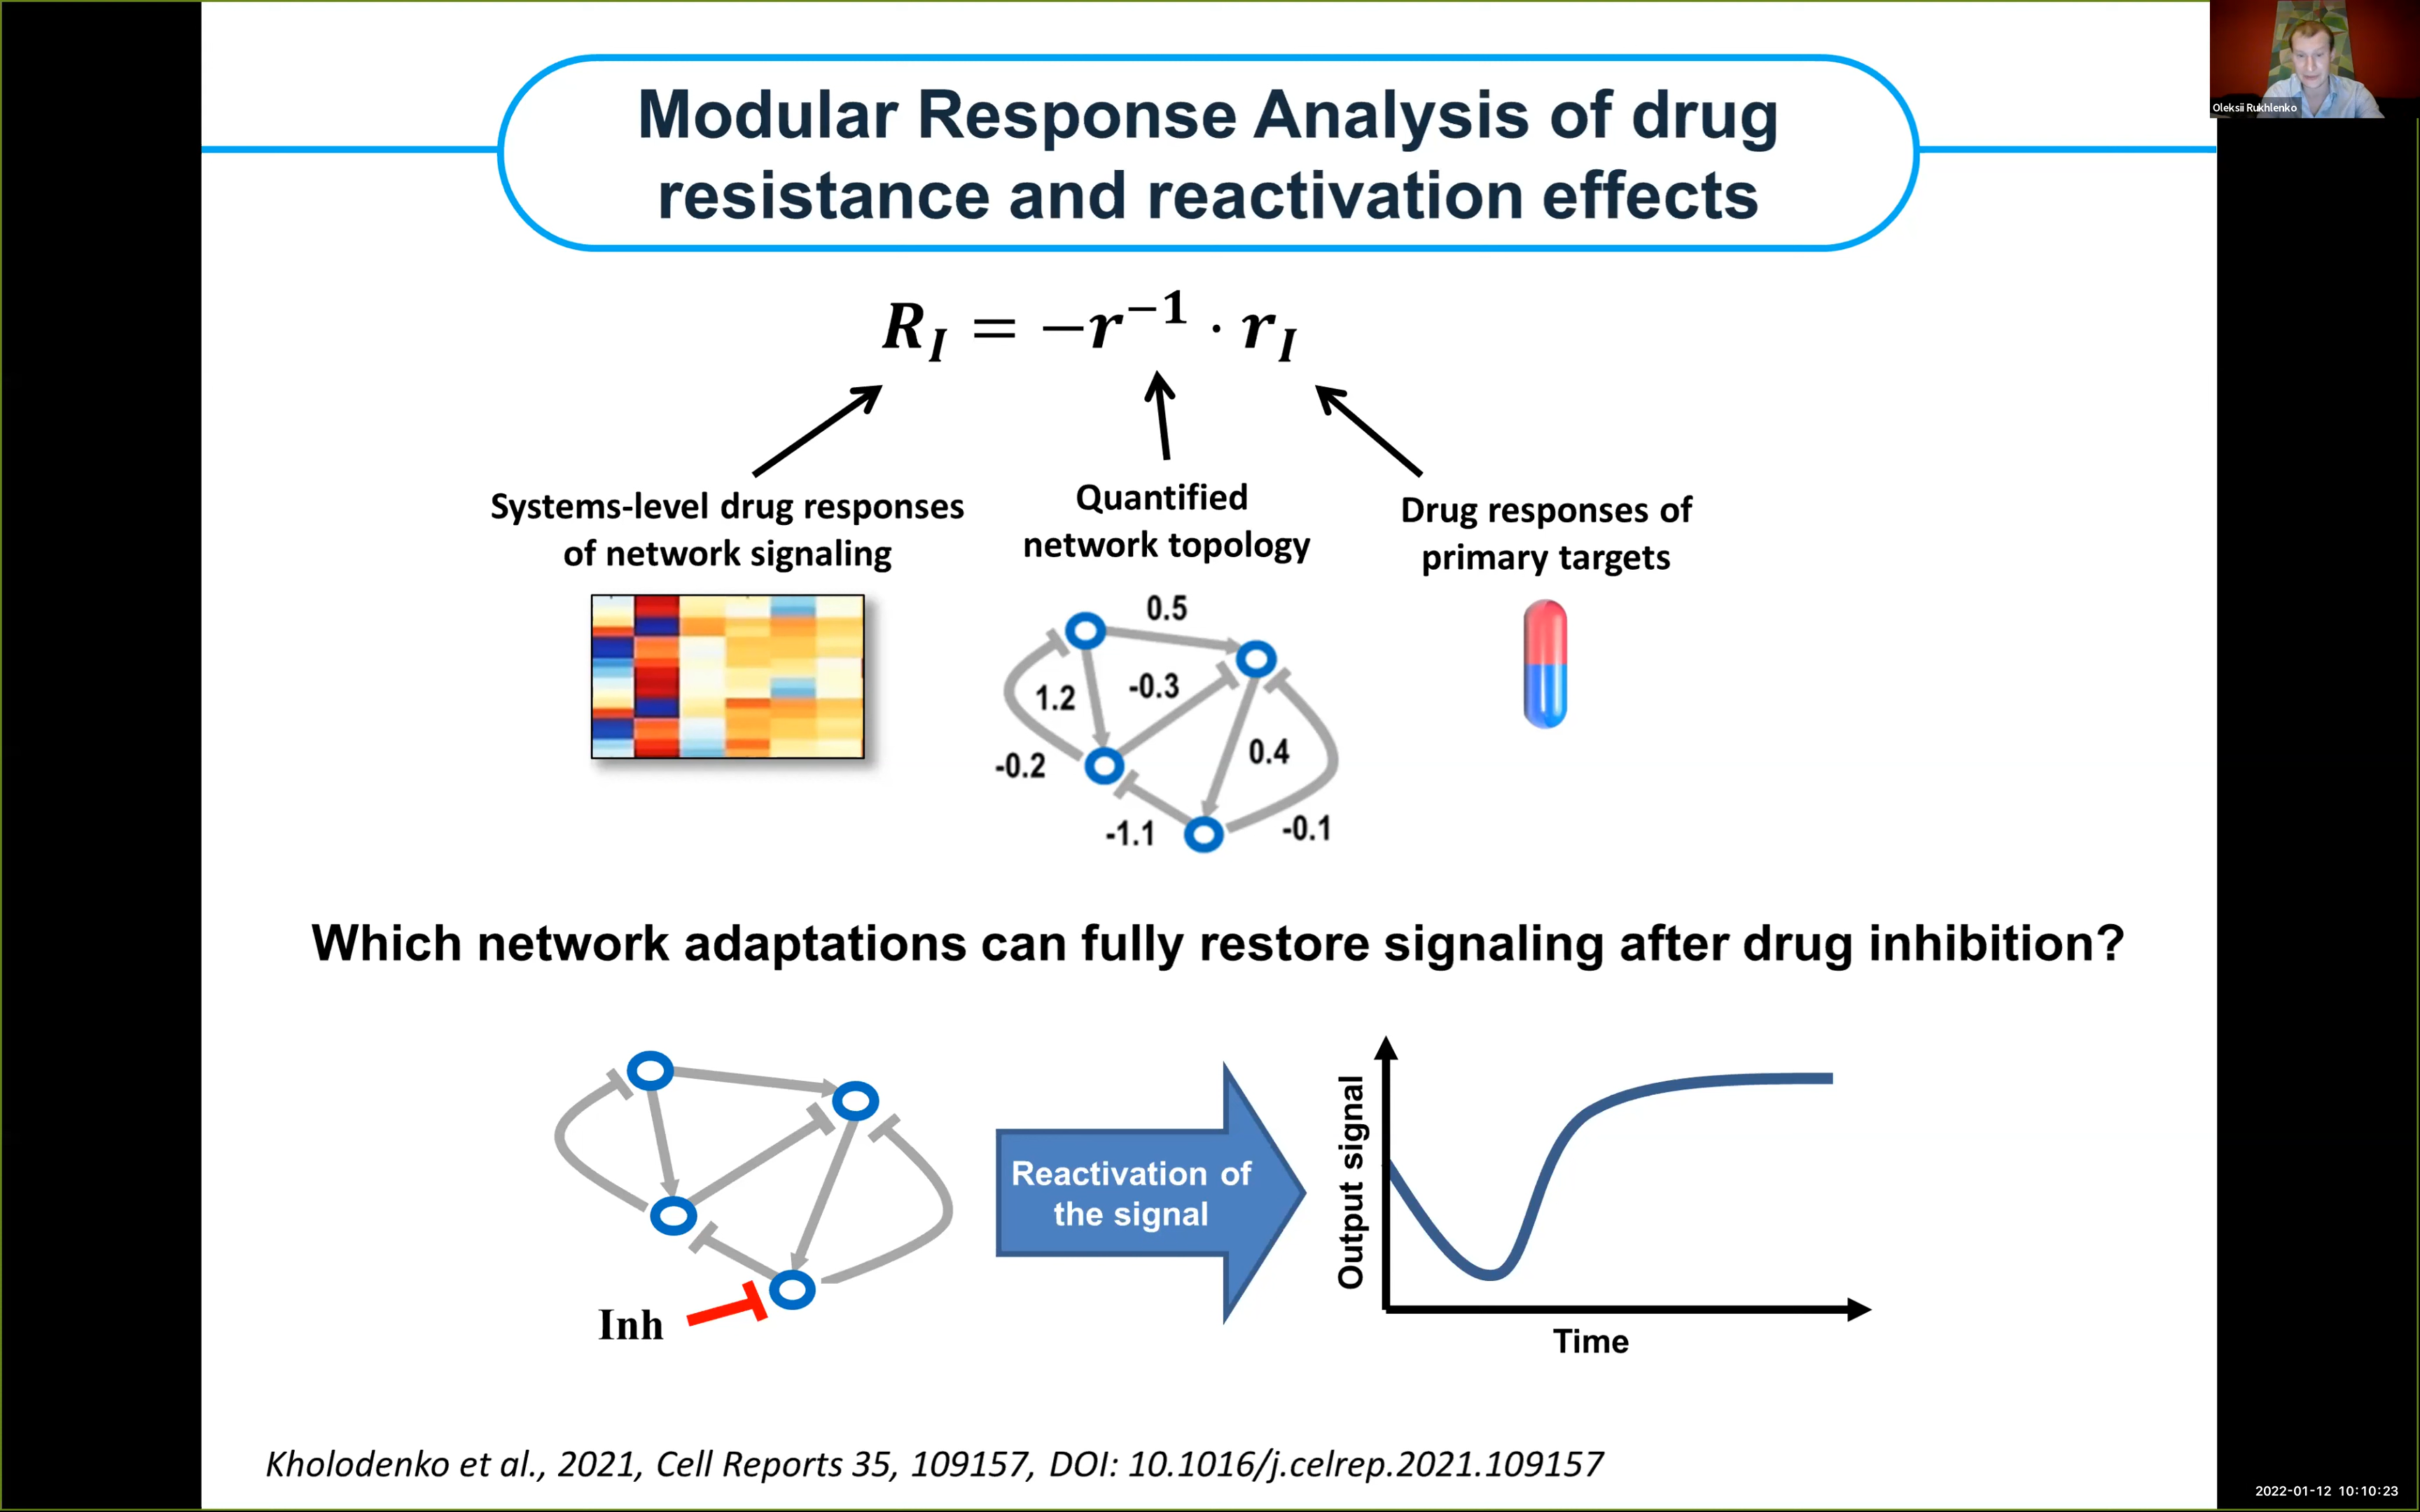 Oleksii Rukhlenko
Modular Response Analysis of drug
resistance and reactivation effects
R_I = −r^−1 · r_I
Systems-level drug responses
of network signaling
Quantified
network topology
Drug responses of
primary targets
0.5
1.2
-0.3
-0.2
0.4
-1.1
-0.1
Which network adaptations can fully restore signaling after drug inhibition?
Inh
Reactivation of
the signal
Output signal
Time
Kholodenko et al., 2021, Cell Reports 35, 109157, DOI: 10.1016/j.celrep.2021.109157
2022-01-12 10:10:23